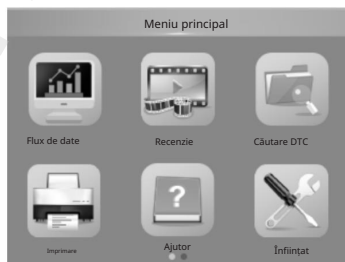 Meniu principal
Flux de date
Recenzie
Căutare DTC
Imprimare
Ajutor
Înființat